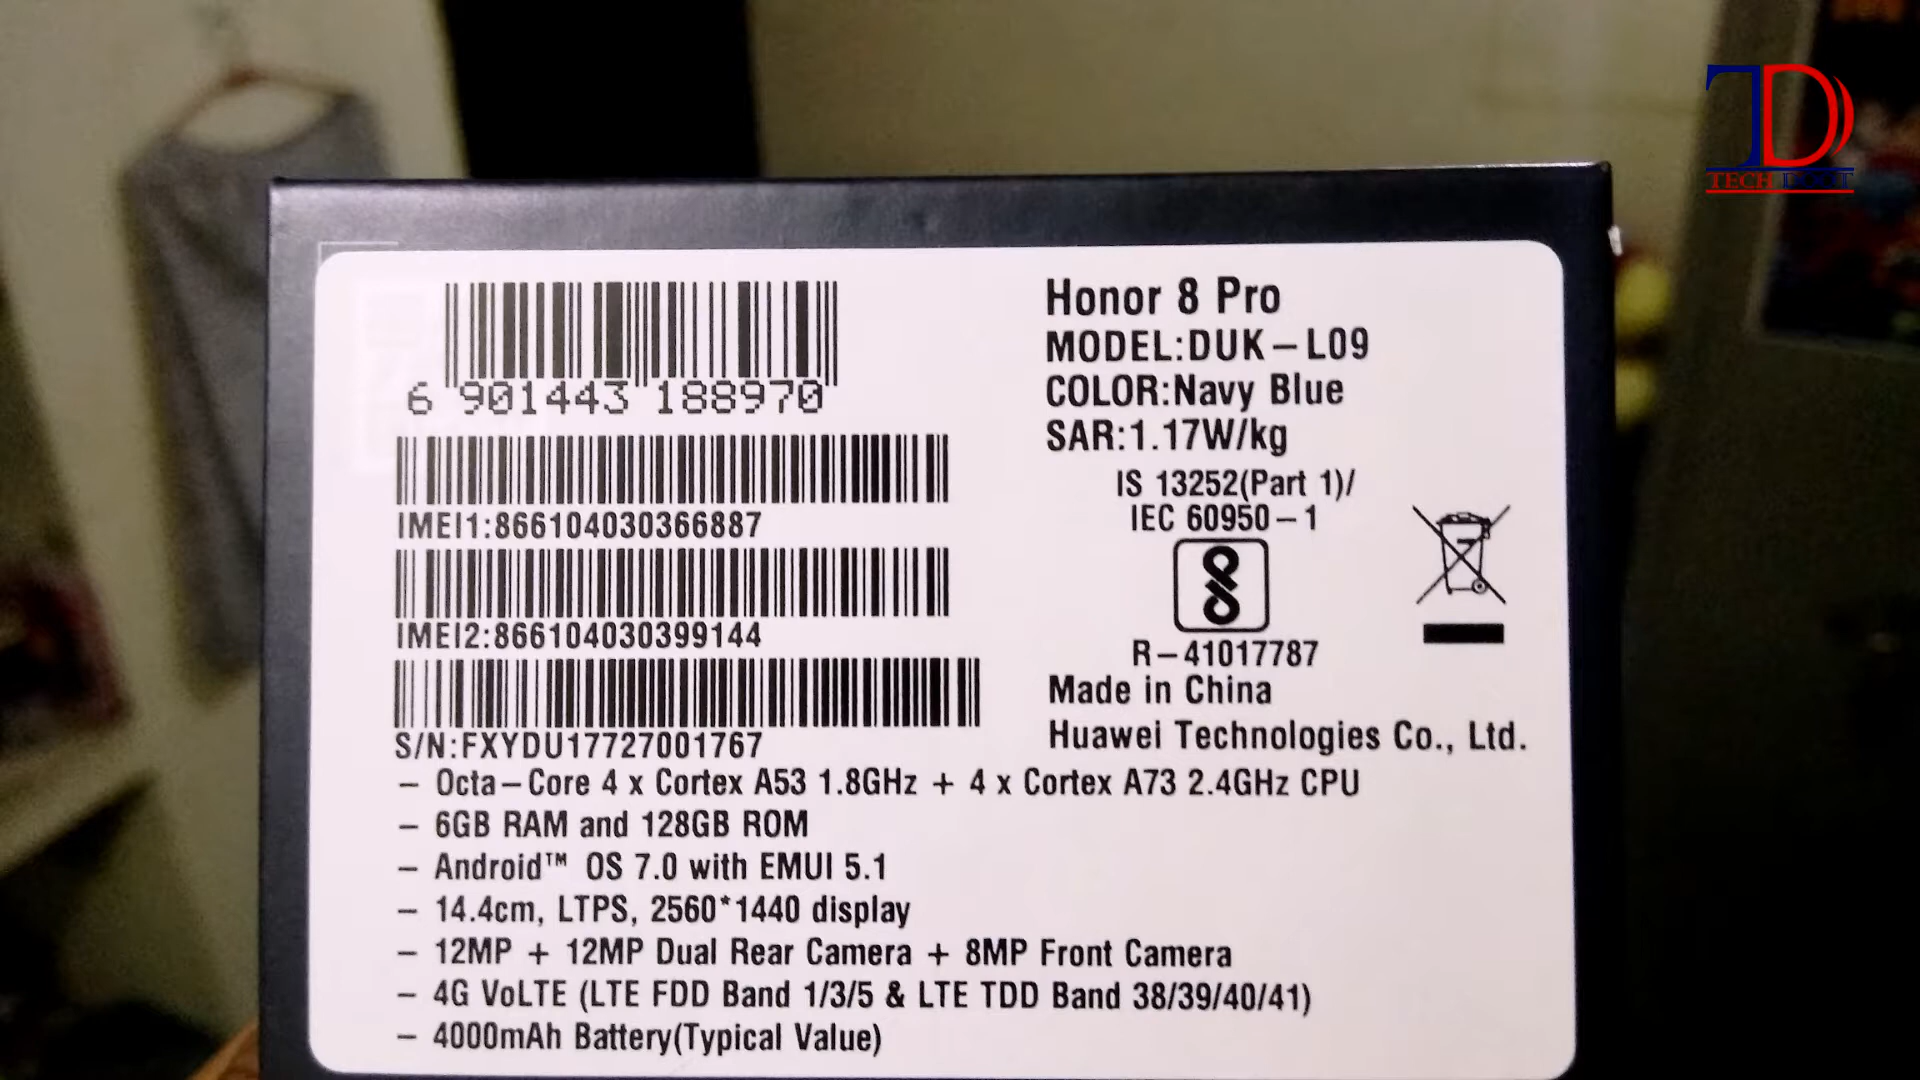 TD
TECH DOOT
6 901443 188970
IMEI1:866104030366887
IMEI2:866104030399144
S/N:FXYDU17727001767
Honor 8 Pro
MODEL:DUK–L09
COLOR:Navy Blue
SAR:1.17W/kg
IS 13252(Part 1)/
IEC 60950–1
R–41017787
Made in China
Huawei Technologies Co., Ltd.
– Octa–Core 4 x Cortex A53 1.8GHz + 4 x Cortex A73 2.4GHz CPU
– 6GB RAM and 128GB ROM
– Android™ OS 7.0 with EMUI 5.1
– 14.4cm, LTPS, 2560*1440 display
– 12MP + 12MP Dual Rear Camera + 8MP Front Camera
– 4G VoLTE (LTE FDD Band 1/3/5 & LTE TDD Band 38/39/40/41)
– 4000mAh Battery(Typical Value)